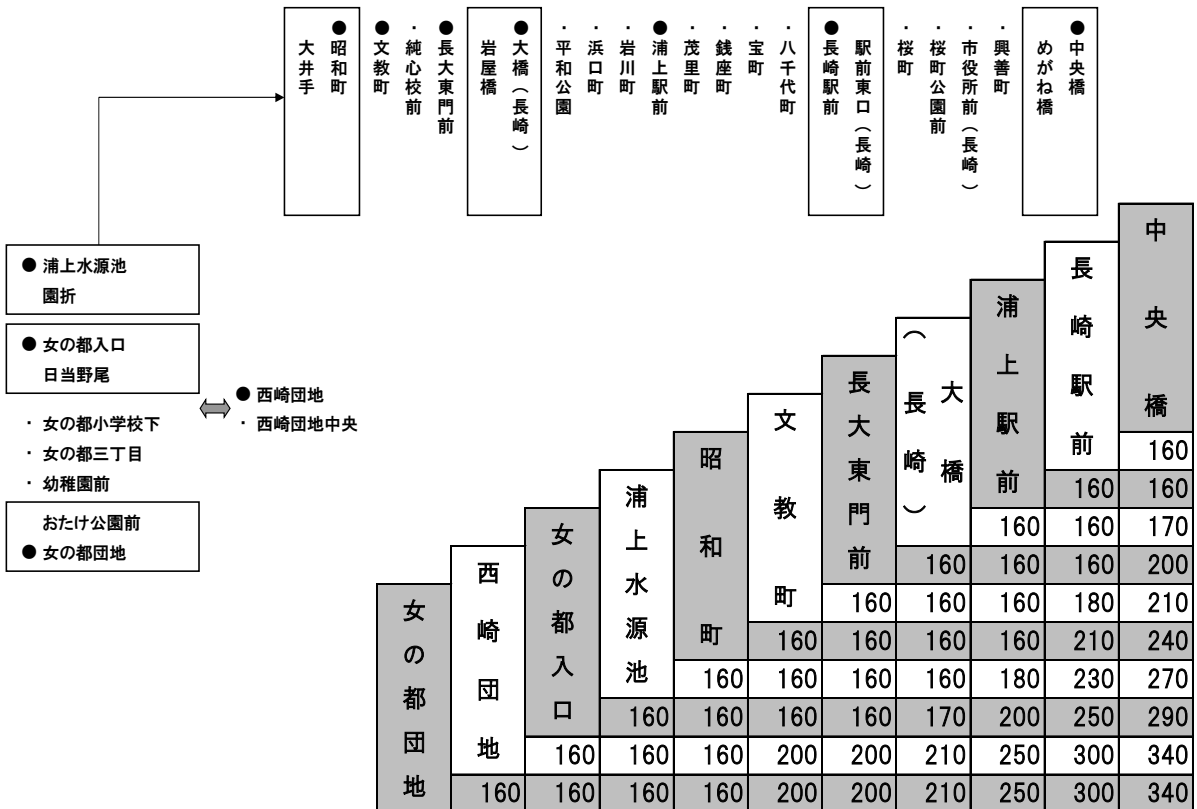 大井手
● 昭和町
● 文教町
・ 純心校前
● 長大東門前
岩屋橋
● 大橋（長崎）
・ 平和公園
・ 浜口町
・ 岩川町
● 浦上駅前
・ 茂里町
・ 銭座町
・ 宝町
・ 八千代町
● 長崎駅前
駅前東口（長崎）
・ 桜町
・ 桜町公園前
・ 市役所前（長崎）
・ 興善町
めがね橋
● 中央橋
● 浦上水源池
園折
● 女の都入口
日当野尾
● 西崎団地
・ 西崎団地中央
・ 女の都小学校下
・ 女の都三丁目
・ 幼稚園前
おたけ公園前
● 女の都団地
中央橋
長崎駅前 160
浦上駅前 160 160
大橋（長崎） 160 160 170
長大東門前 160 160 160 200
文教町 160 160 160 180 210
昭和町 160 160 160 160 210 240
浦上水源池 160 160 160 160 180 230 270
女の都入口 160 160 160 160 170 200 250 290
西崎団地 160 160 160 200 200 210 250 300 340
女の都団地 160 160 160 160 200 200 210 250 300 340